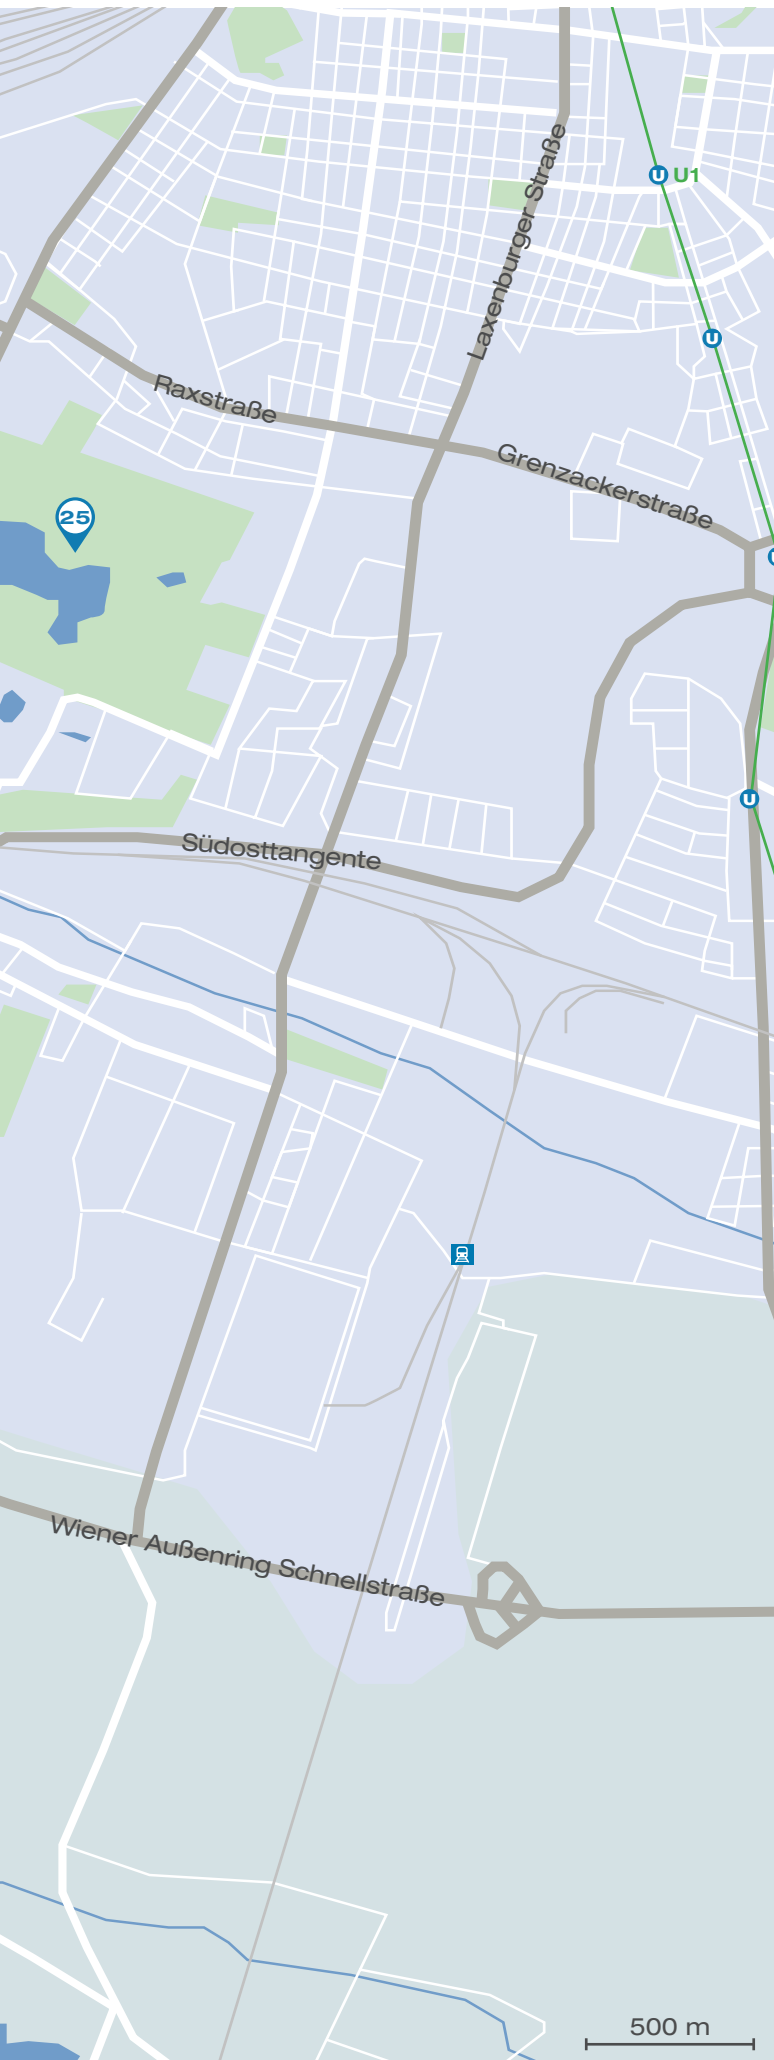 U U1
Laxenburger Straße
U
Raxstraße
Grenzackerstraße
25
U
U
Südosttangente
Wiener Außenring Schnellstraße
500 m